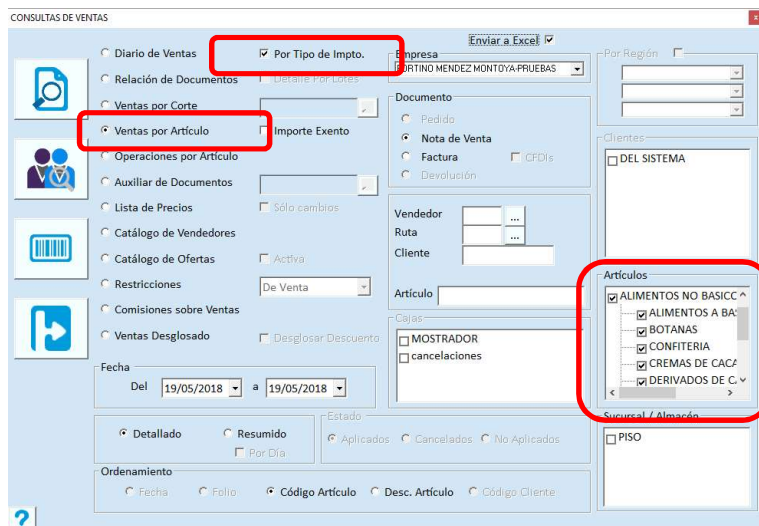 CONSULTAS DE VENTAS
x
Diario de Ventas
Por Tipo de Impto.
Relación de Documentos
Detalle Por Lotes
Ventas por Corte
Ventas por Artículo
Importe Exento
Operaciones por Artículo
Auxiliar de Documentos
Lista de Precios
Sólo cambios
Catálogo de Vendedores
Catálogo de Ofertas
Activa
Restricciones
De Venta
Comisiones sobre Ventas
Ventas Desglosado
Desglosar Descuento
Fecha
Del 19/05/2018 a 19/05/2018
Detallado
Resumido
Por Día
Estado
Aplicados
Cancelados
No Aplicados
Ordenamiento
Fecha
Folio
Código Artículo
Desc. Artículo
Código Cliente
Enviar a Excel
Empresa
FORTINO MENDEZ MONTOYA-PRUEBAS
Documento
Pedido
Nota de Venta
Factura
CFDIs
Devolución
Vendedor
...
Ruta
...
Cliente
Artículo
Cajas
MOSTRADOR
cancelaciones
Por Región
Clientes
DEL SISTEMA
Artículos
ALIMENTOS NO BASICC
ALIMENTOS A BA
BOTANAS
CONFITERIA
CREMAS DE CACA
DERIVADOS DE C
Sucursal / Almacén
PISO
?